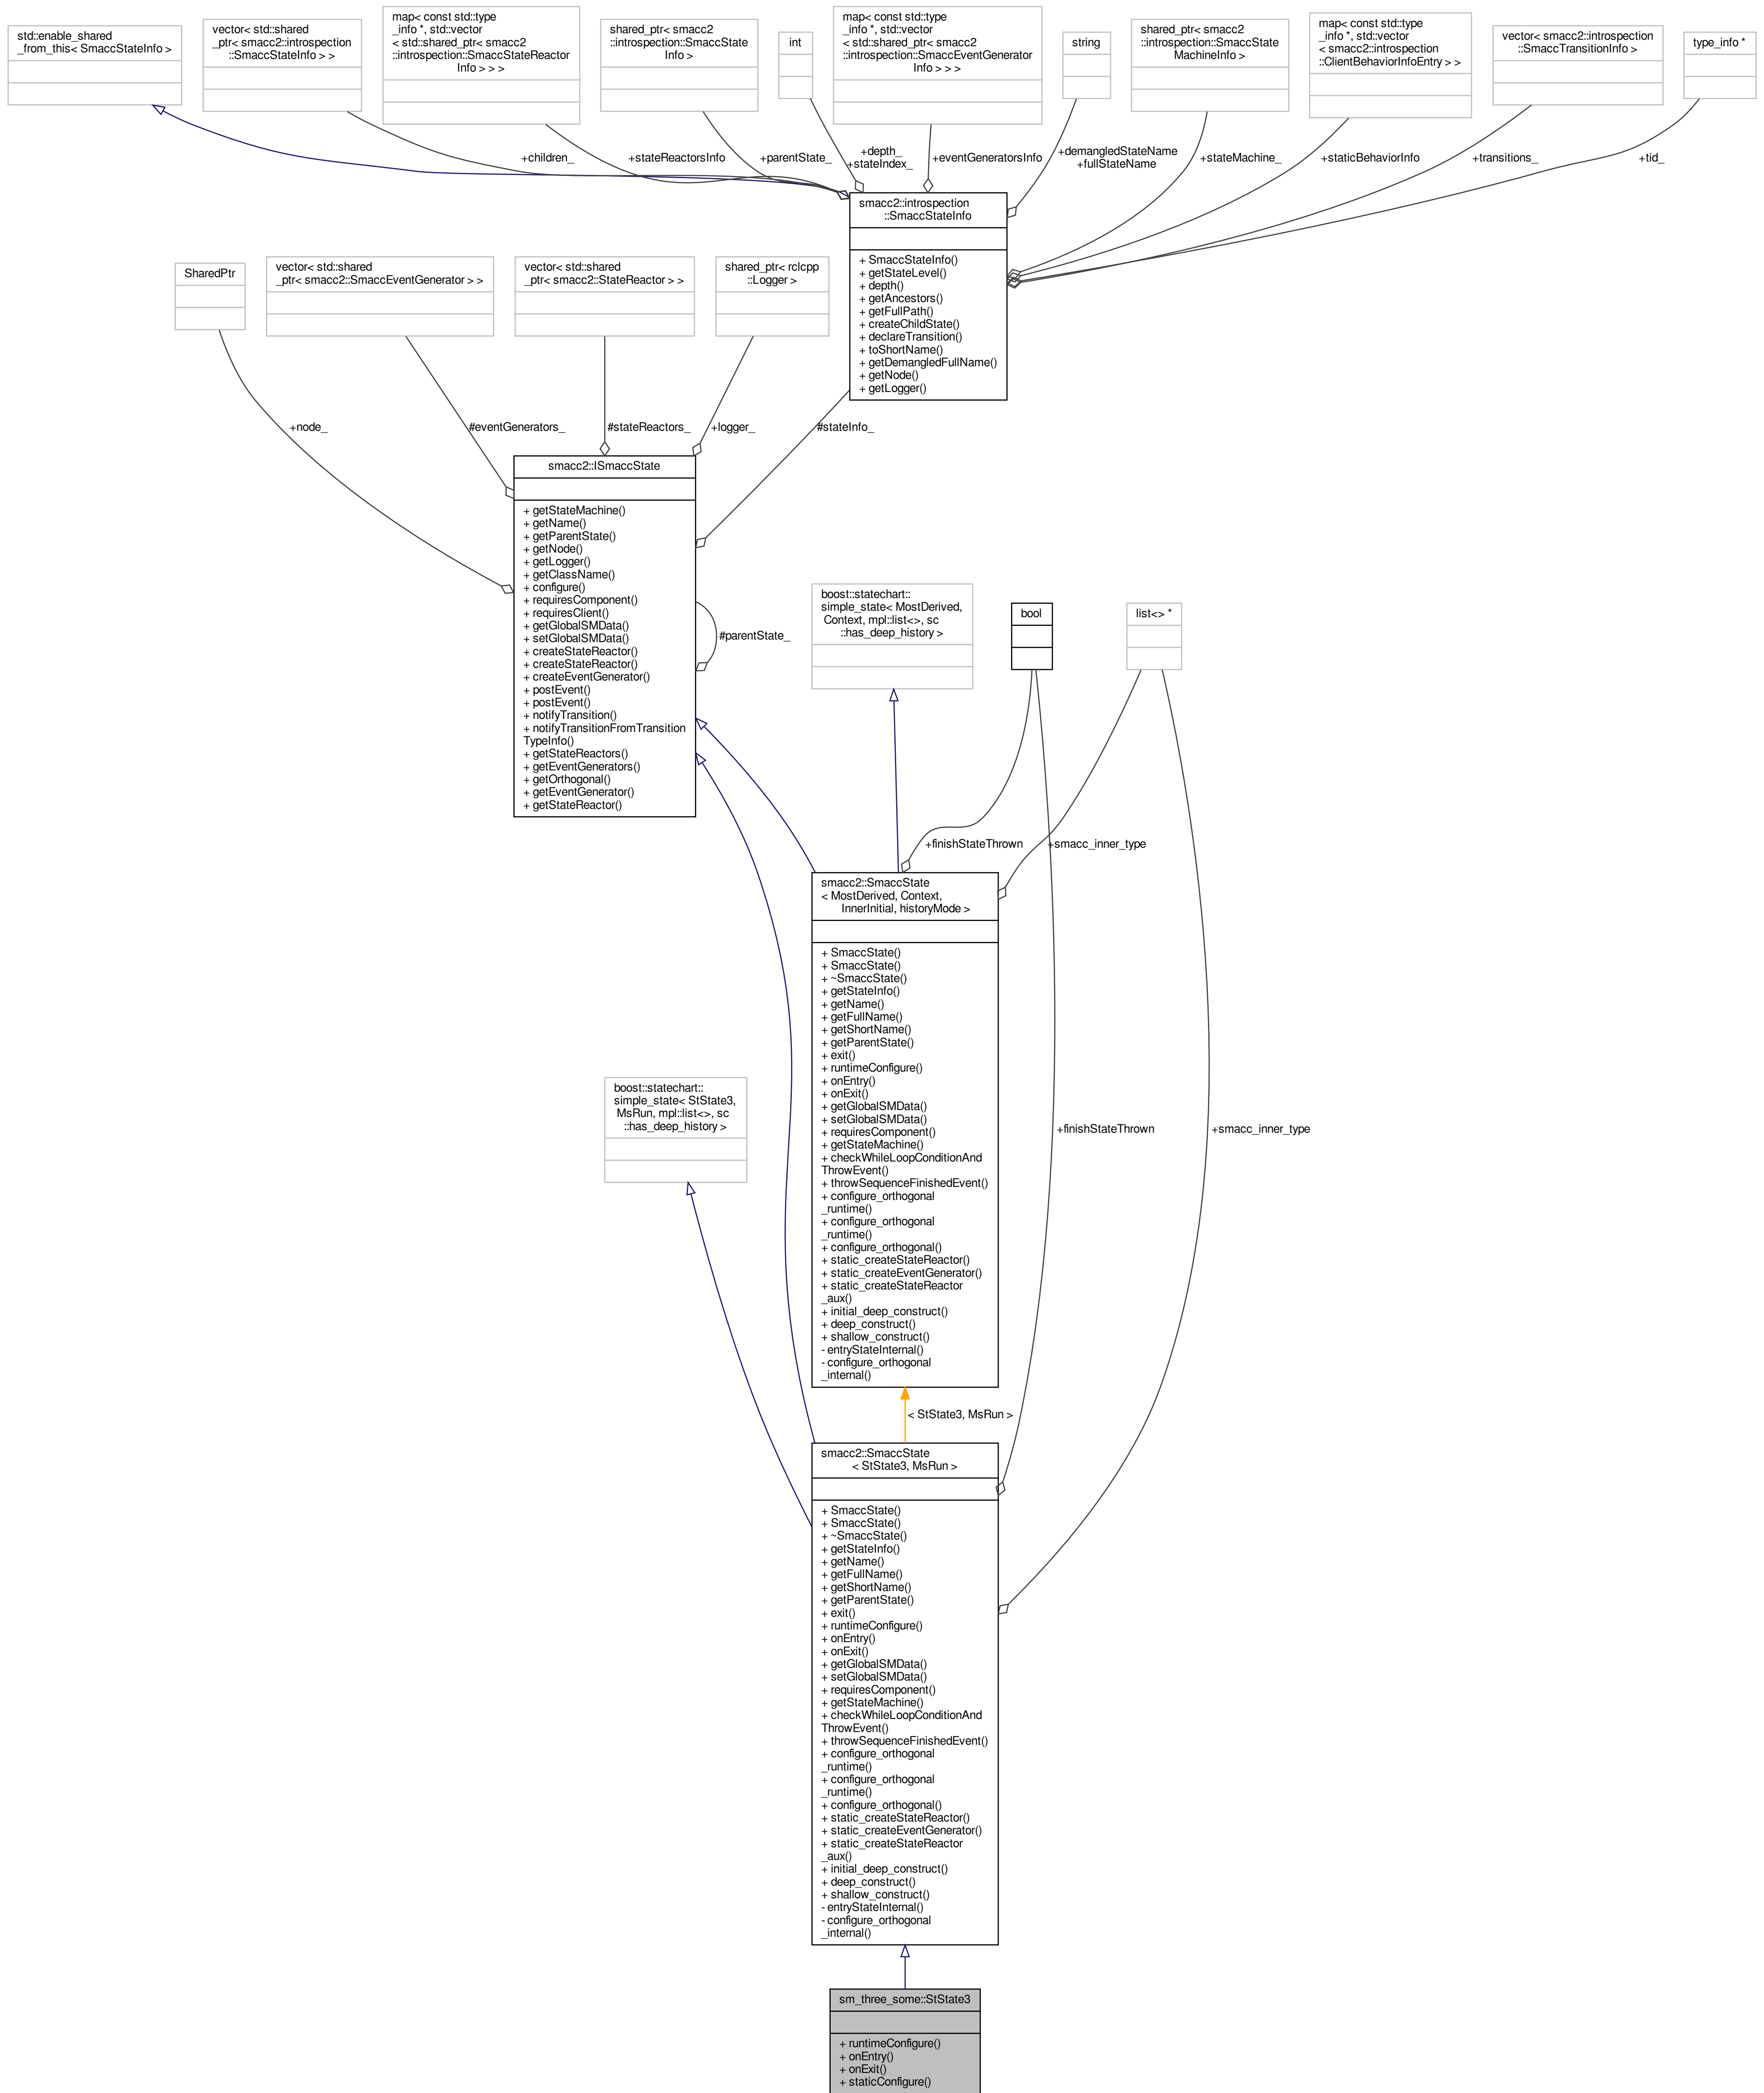 std::enable_shared
_from_this< SmaccStateInfo >
vector< std::shared
_ptr< smacc2::introspection
::SmaccStateInfo > >
map< const std::type
_info *, std::vector
< std::shared_ptr< smacc2
::introspection::SmaccStateReactor
Info > > >
shared_ptr< smacc2
::introspection::SmaccState
Info >
int
map< const std::type
_info *, std::vector
< std::shared_ptr< smacc2
::introspection::SmaccEventGenerator
Info > > >
string
shared_ptr< smacc2
::introspection::SmaccState
MachineInfo >
map< const std::type
_info *, std::vector
< smacc2::introspection
::ClientBehaviorInfoEntry > >
vector< smacc2::introspection
::SmaccTransitionInfo >
type_info *
+children_
+stateReactorsInfo
+parentState_
+depth_
+stateIndex_
+eventGeneratorsInfo
+demangledStateName
+fullStateName
+stateMachine_
+staticBehaviorInfo
+transitions_
+tid_
smacc2::introspection
::SmaccStateInfo
+ SmaccStateInfo()
+ getStateLevel()
+ depth()
+ getAncestors()
+ getFullPath()
+ createChildState()
+ declareTransition()
+ toShortName()
+ getDemangledFullName()
+ getNode()
+ getLogger()
SharedPtr
vector< std::shared
_ptr< smacc2::SmaccEventGenerator > >
vector< std::shared
_ptr< smacc2::StateReactor > >
shared_ptr< rclcpp
::Logger >
+node_
#eventGenerators_
#stateReactors_
+logger_
#stateInfo_
smacc2::ISmaccState
+ getStateMachine()
+ getName()
+ getParentState()
+ getNode()
+ getLogger()
+ getClassName()
+ configure()
+ requiresComponent()
+ requiresClient()
+ getGlobalSMData()
+ setGlobalSMData()
+ createStateReactor()
+ createStateReactor()
+ createEventGenerator()
+ postEvent()
+ postEvent()
+ notifyTransition()
+ notifyTransitionFromTransition
TypeInfo()
+ getStateReactors()
+ getEventGenerators()
+ getOrthogonal()
+ getEventGenerator()
+ getStateReactor()
#parentState_
boost::statechart::
simple_state< MostDerived,
Context, mpl::list<>, sc
::has_deep_history >
bool
list<> *
+finishStateThrown
+smacc_inner_type
smacc2::SmaccState
< MostDerived, Context,
InnerInitial, historyMode >
+ SmaccState()
+ SmaccState()
+ ~SmaccState()
+ getStateInfo()
+ getName()
+ getFullName()
+ getShortName()
+ getParentState()
+ exit()
+ runtimeConfigure()
+ onEntry()
+ onExit()
+ getGlobalSMData()
+ setGlobalSMData()
+ requiresComponent()
+ getStateMachine()
+ checkWhileLoopConditionAnd
ThrowEvent()
+ throwSequenceFinishedEvent()
+ configure_orthogonal
_runtime()
+ configure_orthogonal
_runtime()
+ configure_orthogonal()
+ static_createStateReactor()
+ static_createEventGenerator()
+ static_createStateReactor
_aux()
+ initial_deep_construct()
+ deep_construct()
+ shallow_construct()
- entryStateInternal()
- configure_orthogonal
_internal()
boost::statechart::
simple_state< StState3,
MsRun, mpl::list<>, sc
::has_deep_history >
+finishStateThrown
+smacc_inner_type
< StState3, MsRun >
smacc2::SmaccState
< StState3, MsRun >
+ SmaccState()
+ SmaccState()
+ ~SmaccState()
+ getStateInfo()
+ getName()
+ getFullName()
+ getShortName()
+ getParentState()
+ exit()
+ runtimeConfigure()
+ onEntry()
+ onExit()
+ getGlobalSMData()
+ setGlobalSMData()
+ requiresComponent()
+ getStateMachine()
+ checkWhileLoopConditionAnd
ThrowEvent()
+ throwSequenceFinishedEvent()
+ configure_orthogonal
_runtime()
+ configure_orthogonal
_runtime()
+ configure_orthogonal()
+ static_createStateReactor()
+ static_createEventGenerator()
+ static_createStateReactor
_aux()
+ initial_deep_construct()
+ deep_construct()
+ shallow_construct()
- entryStateInternal()
- configure_orthogonal
_internal()
sm_three_some::StState3
+ runtimeConfigure()
+ onEntry()
+ onExit()
+ staticConfigure()